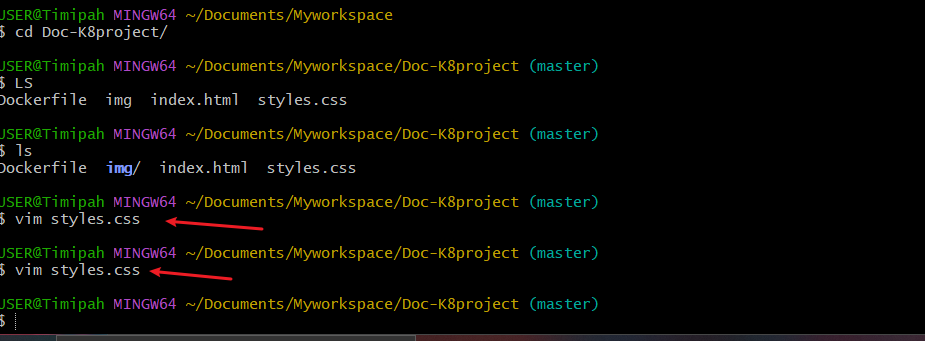 USER@Timipah MINGW64 ~/Documents/Myworkspace
$ cd Doc-K8project/
USER@Timipah MINGW64 ~/Documents/Myworkspace/Doc-K8project (master)
$ LS
Dockerfile  img  index.html  styles.css
USER@Timipah MINGW64 ~/Documents/Myworkspace/Doc-K8project (master)
$ ls
Dockerfile  img/  index.html  styles.css
USER@Timipah MINGW64 ~/Documents/Myworkspace/Doc-K8project (master)
$ vim styles.css
USER@Timipah MINGW64 ~/Documents/Myworkspace/Doc-K8project (master)
$ vim styles.css
USER@Timipah MINGW64 ~/Documents/Myworkspace/Doc-K8project (master)
$